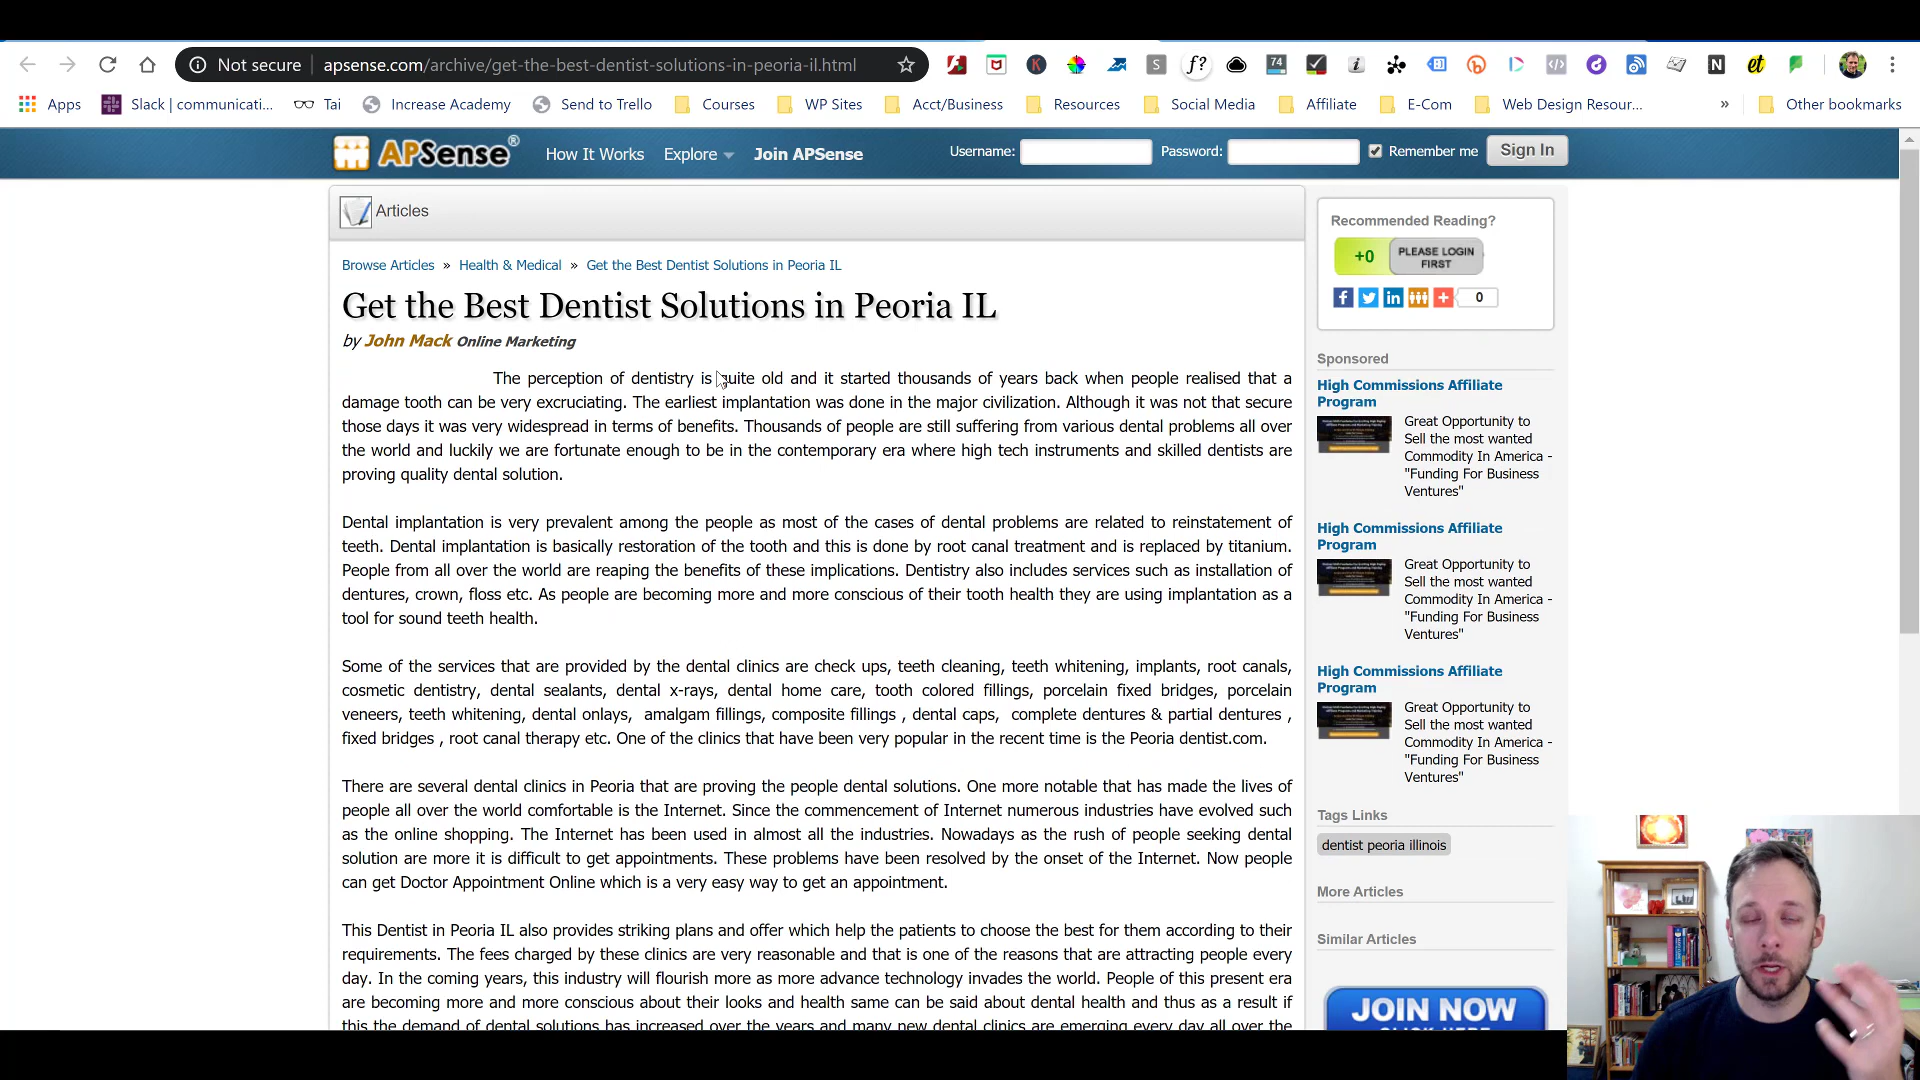 Not secure
apsense.com/archive/get-the-best-dentist-solutions-in-peoria-il.html
f?
74
et
Apps
Slack | communicati...
Tai
Increase Academy
Send to Trello
Courses
WP Sites
Acct/Business
Resources
Social Media
Affiliate
E-Com
Web Design Resour...
»
Other bookmarks
APSense®
How It Works
Explore
Join APSense
Username:
Password:
Remember me
Sign In
Articles
Browse Articles » Health & Medical » Get the Best Dentist Solutions in Peoria IL
Get the Best Dentist Solutions in Peoria IL
by John Mack Online Marketing
The perception of dentistry is quite old and it started thousands of years back when people realised that a
damage tooth can be very excruciating. The earliest implantation was done in the major civilization. Although it was not that secure
those days it was very widespread in terms of benefits. Thousands of people are still suffering from various dental problems all over
the world and luckily we are fortunate enough to be in the contemporary era where high tech instruments and skilled dentists are
proving quality dental solution.
Dental implantation is very prevalent among the people as most of the cases of dental problems are related to reinstatement of
teeth. Dental implantation is basically restoration of the tooth and this is done by root canal treatment and is replaced by titanium.
People from all over the world are reaping the benefits of these implications. Dentistry also includes services such as installation of
dentures, crown, floss etc. As people are becoming more and more conscious of their tooth health they are using implantation as a
tool for sound teeth health.
Some of the services that are provided by the dental clinics are check ups, teeth cleaning, teeth whitening, implants, root canals,
cosmetic dentistry, dental sealants, dental x-rays, dental home care, tooth colored fillings, porcelain fixed bridges, porcelain
veneers, teeth whitening, dental onlays, amalgam fillings, composite fillings , dental caps, complete dentures & partial dentures ,
fixed bridges , root canal therapy etc. One of the clinics that have been very popular in the recent time is the Peoria dentist.com.
There are several dental clinics in Peoria that are proving the people dental solutions. One more notable that has made the lives of
people all over the world comfortable is the Internet. Since the commencement of Internet numerous industries have evolved such
as the online shopping. The Internet has been used in almost all the industries. Nowadays as the rush of people seeking dental
solution are more it is difficult to get appointments. These problems have been resolved by the onset of the Internet. Now people
can get Doctor Appointment Online which is a very easy way to get an appointment.
This Dentist in Peoria IL also provides striking plans and offer which help the patients to choose the best for them according to their
requirements. The fees charged by these clinics are very reasonable and that is one of the reasons that are attracting people every
day. In the coming years, this industry will flourish more as more advance technology invades the world. People of this present era
are becoming more and more conscious about their looks and health same can be said about dental health and thus as a result if
this the demand of dental solutions has increased over the years and many new dental clinics are emerging every day all over the
Recommended Reading?
+0
PLEASE LOGIN
FIRST
0
Sponsored
High Commissions Affiliate
Program
Great Opportunity to
Sell the most wanted
Commodity In America -
"Funding For Business
Ventures"
High Commissions Affiliate
Program
Great Opportunity to
Sell the most wanted
Commodity In America -
"Funding For Business
Ventures"
High Commissions Affiliate
Program
Great Opportunity to
Sell the most wanted
Commodity In America -
"Funding For Business
Ventures"
Tags Links
dentist peoria illinois
More Articles
Similar Articles
JOIN NOW
CLICK HERE